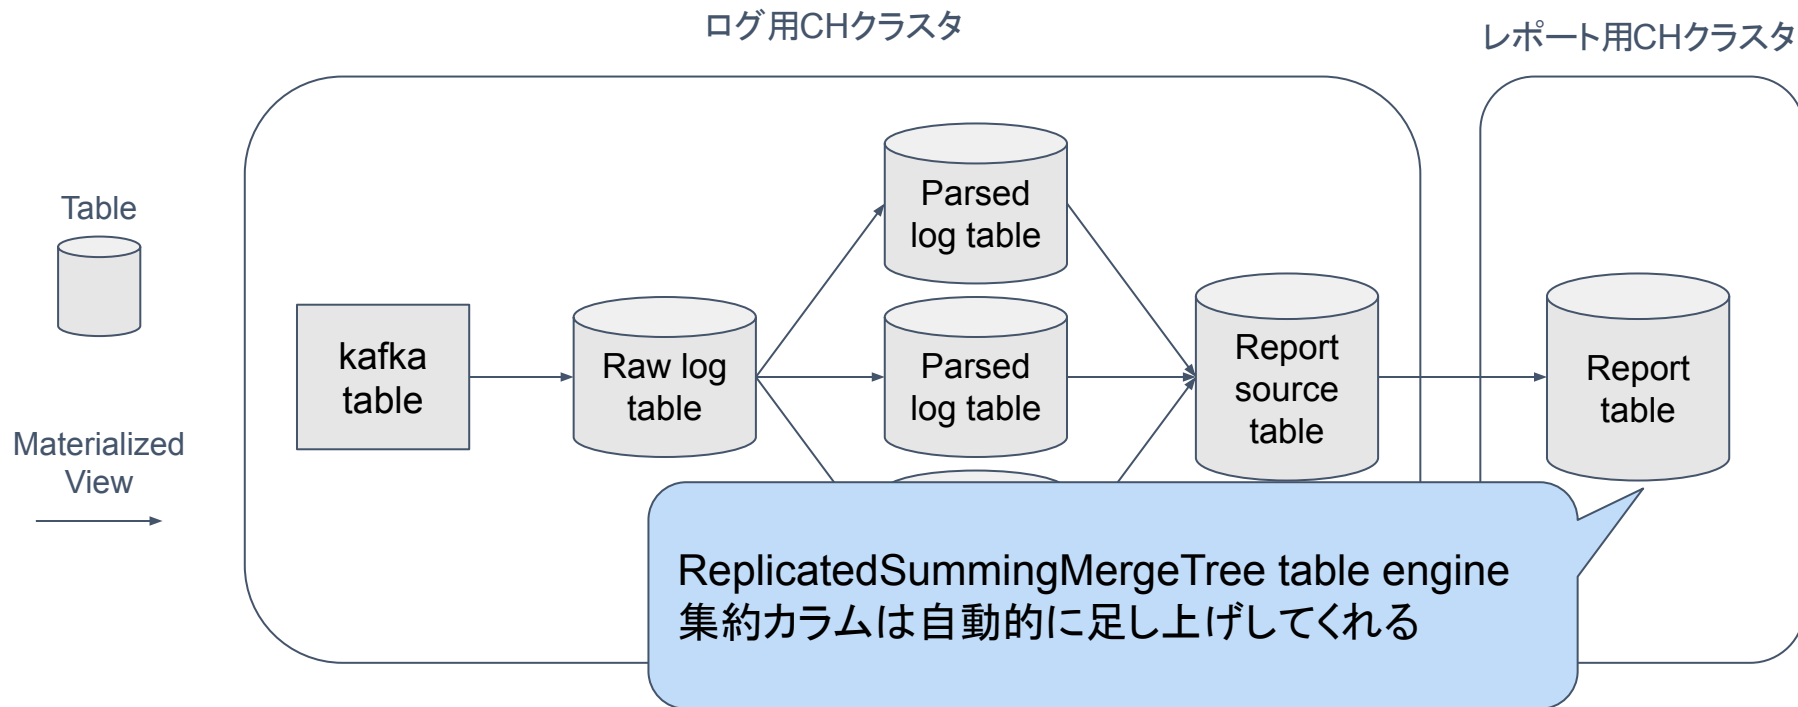 ログ用CHクラスタ
レポート用CHクラスタ
Table
Materialized
View
kafka
table
Raw log
table
Parsed
log table
Parsed
log table
Report
source
table
Report
table
ReplicatedSummingMergeTree table engine
集約カラムは自動的に足し上げしてくれる